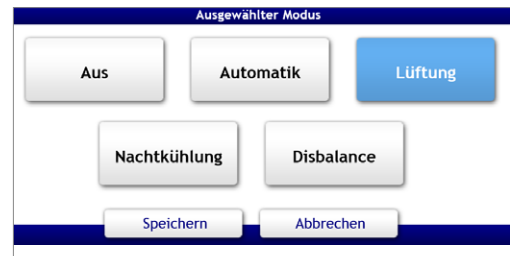 Ausgewählter Modus
Aus Automatik Lüftung
Nachtkühlung Disbalance
Speichern Abbrechen